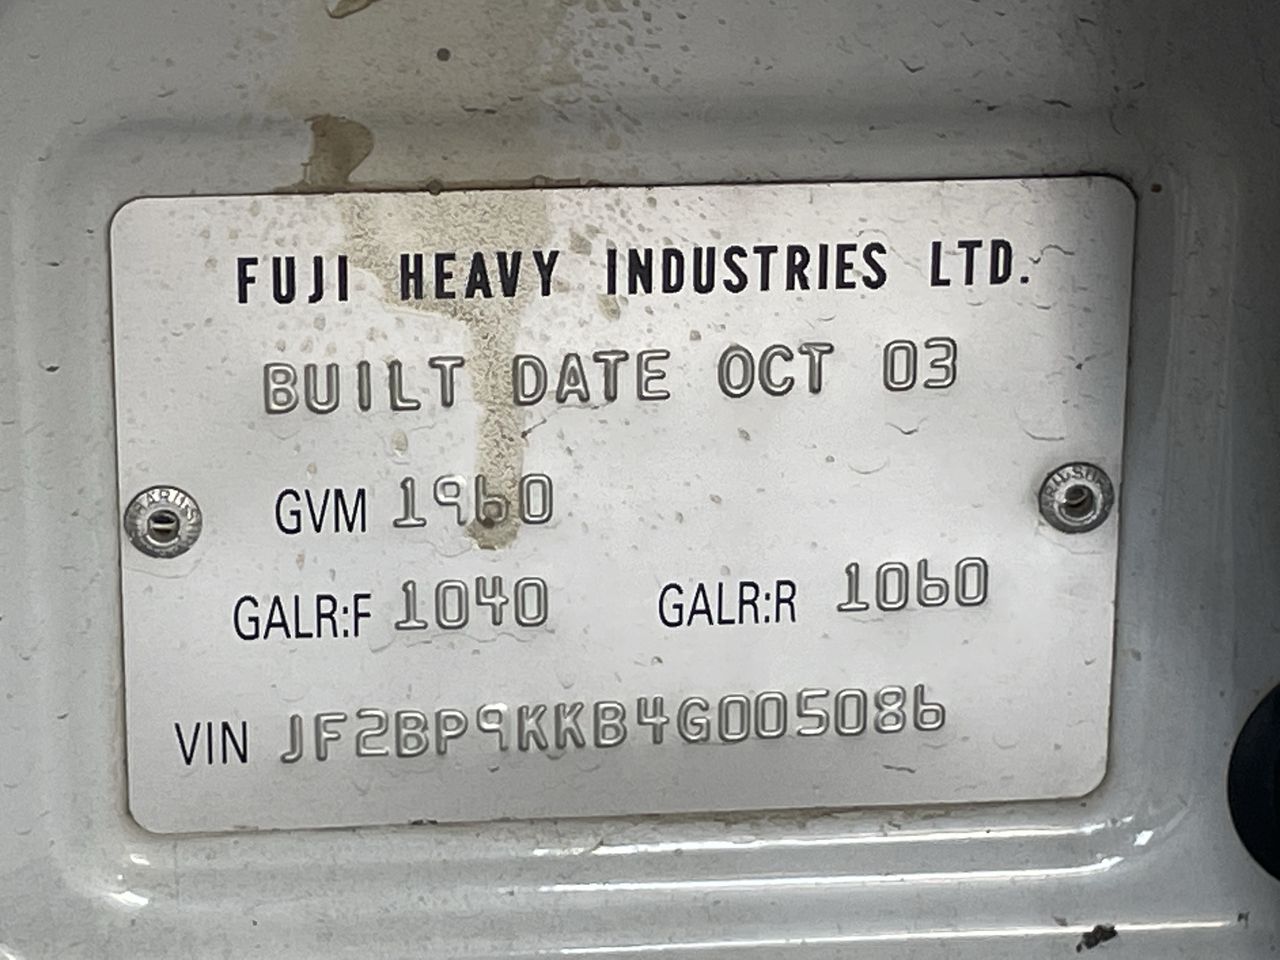 FUJI HEAVY INDUSTRIES LTD.
BUILT DATE OCT 03
GVM 1960
GALR:F 1040 GALR:R 1060
VIN JF2BP9KKB4G005086